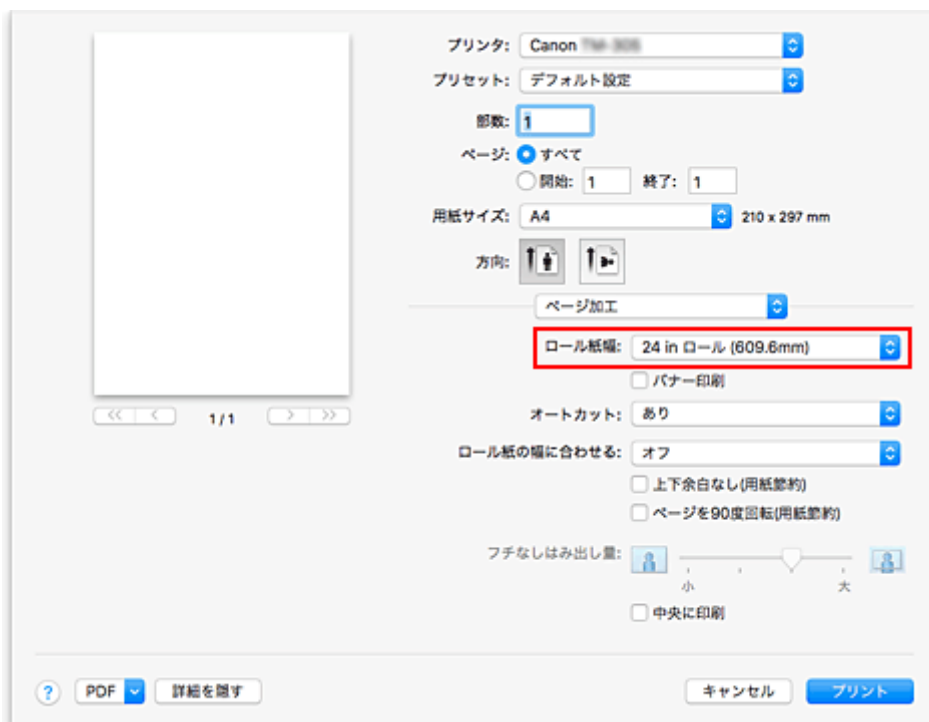 プリンタ: Canon
プリセット: デフォルト設定
部数: 1
ページ: すべて
開始: 1 終了: 1
用紙サイズ: A4 210 x 297 mm
方向:
ページ加工
ロール紙幅: 24 in ロール (609.6mm)
バナー印刷
1/1
オートカット: あり
ロール紙の幅に合わせる: オフ
上下余白なし(用紙節約)
ページを90度回転(用紙節約)
フチなしはみ出し量:
小 大
中央に印刷
? PDF 詳細を隠す キャンセル プリント